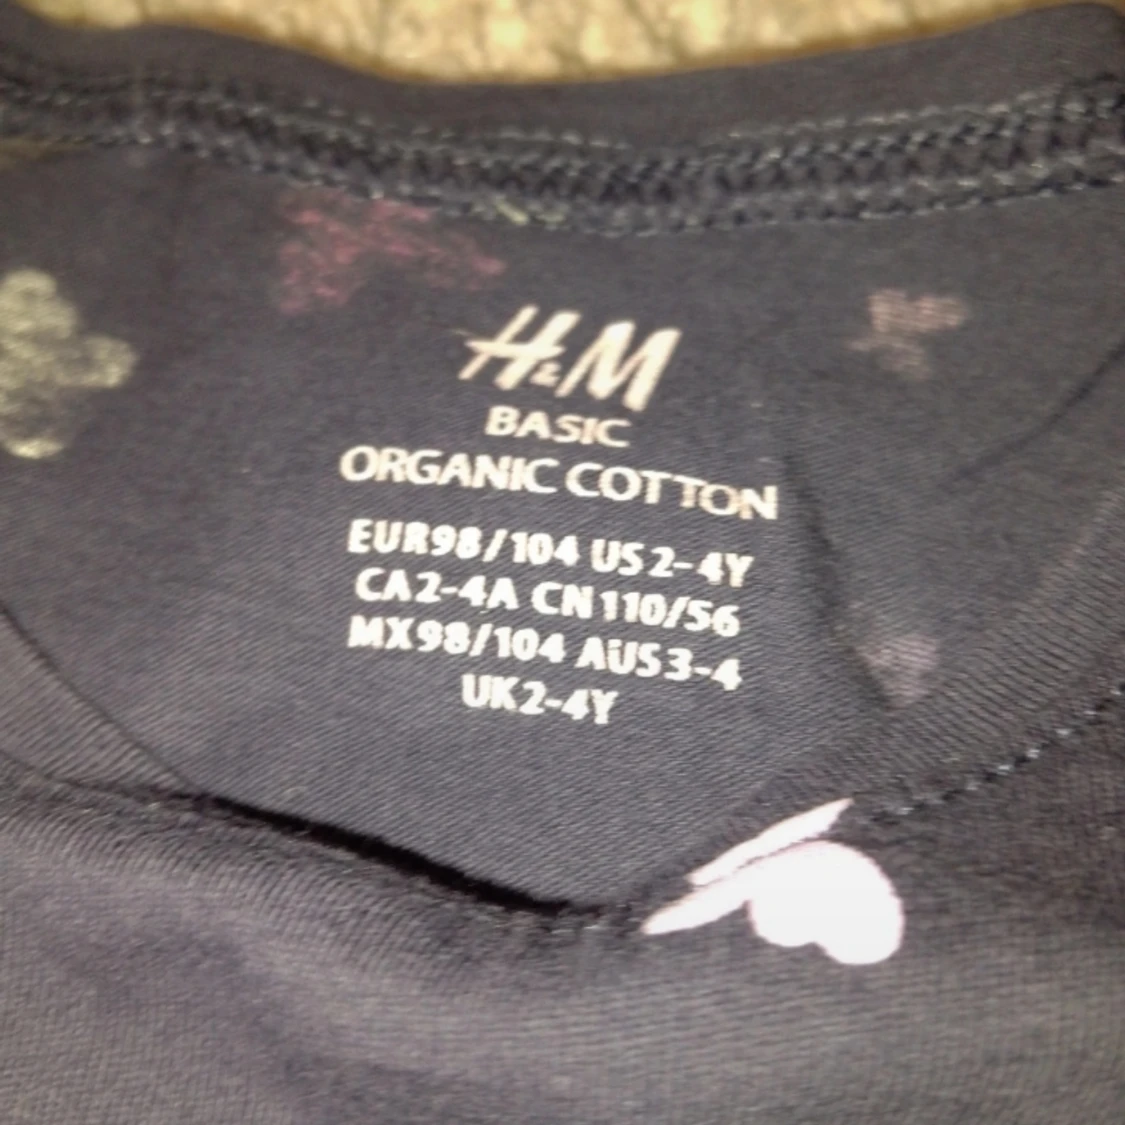 H&M
BASIC
ORGANIC COTTON
EUR98/104 US2-4Y
CA2-4A CN110/56
MX98/104 AUS3-4
UK2-4Y